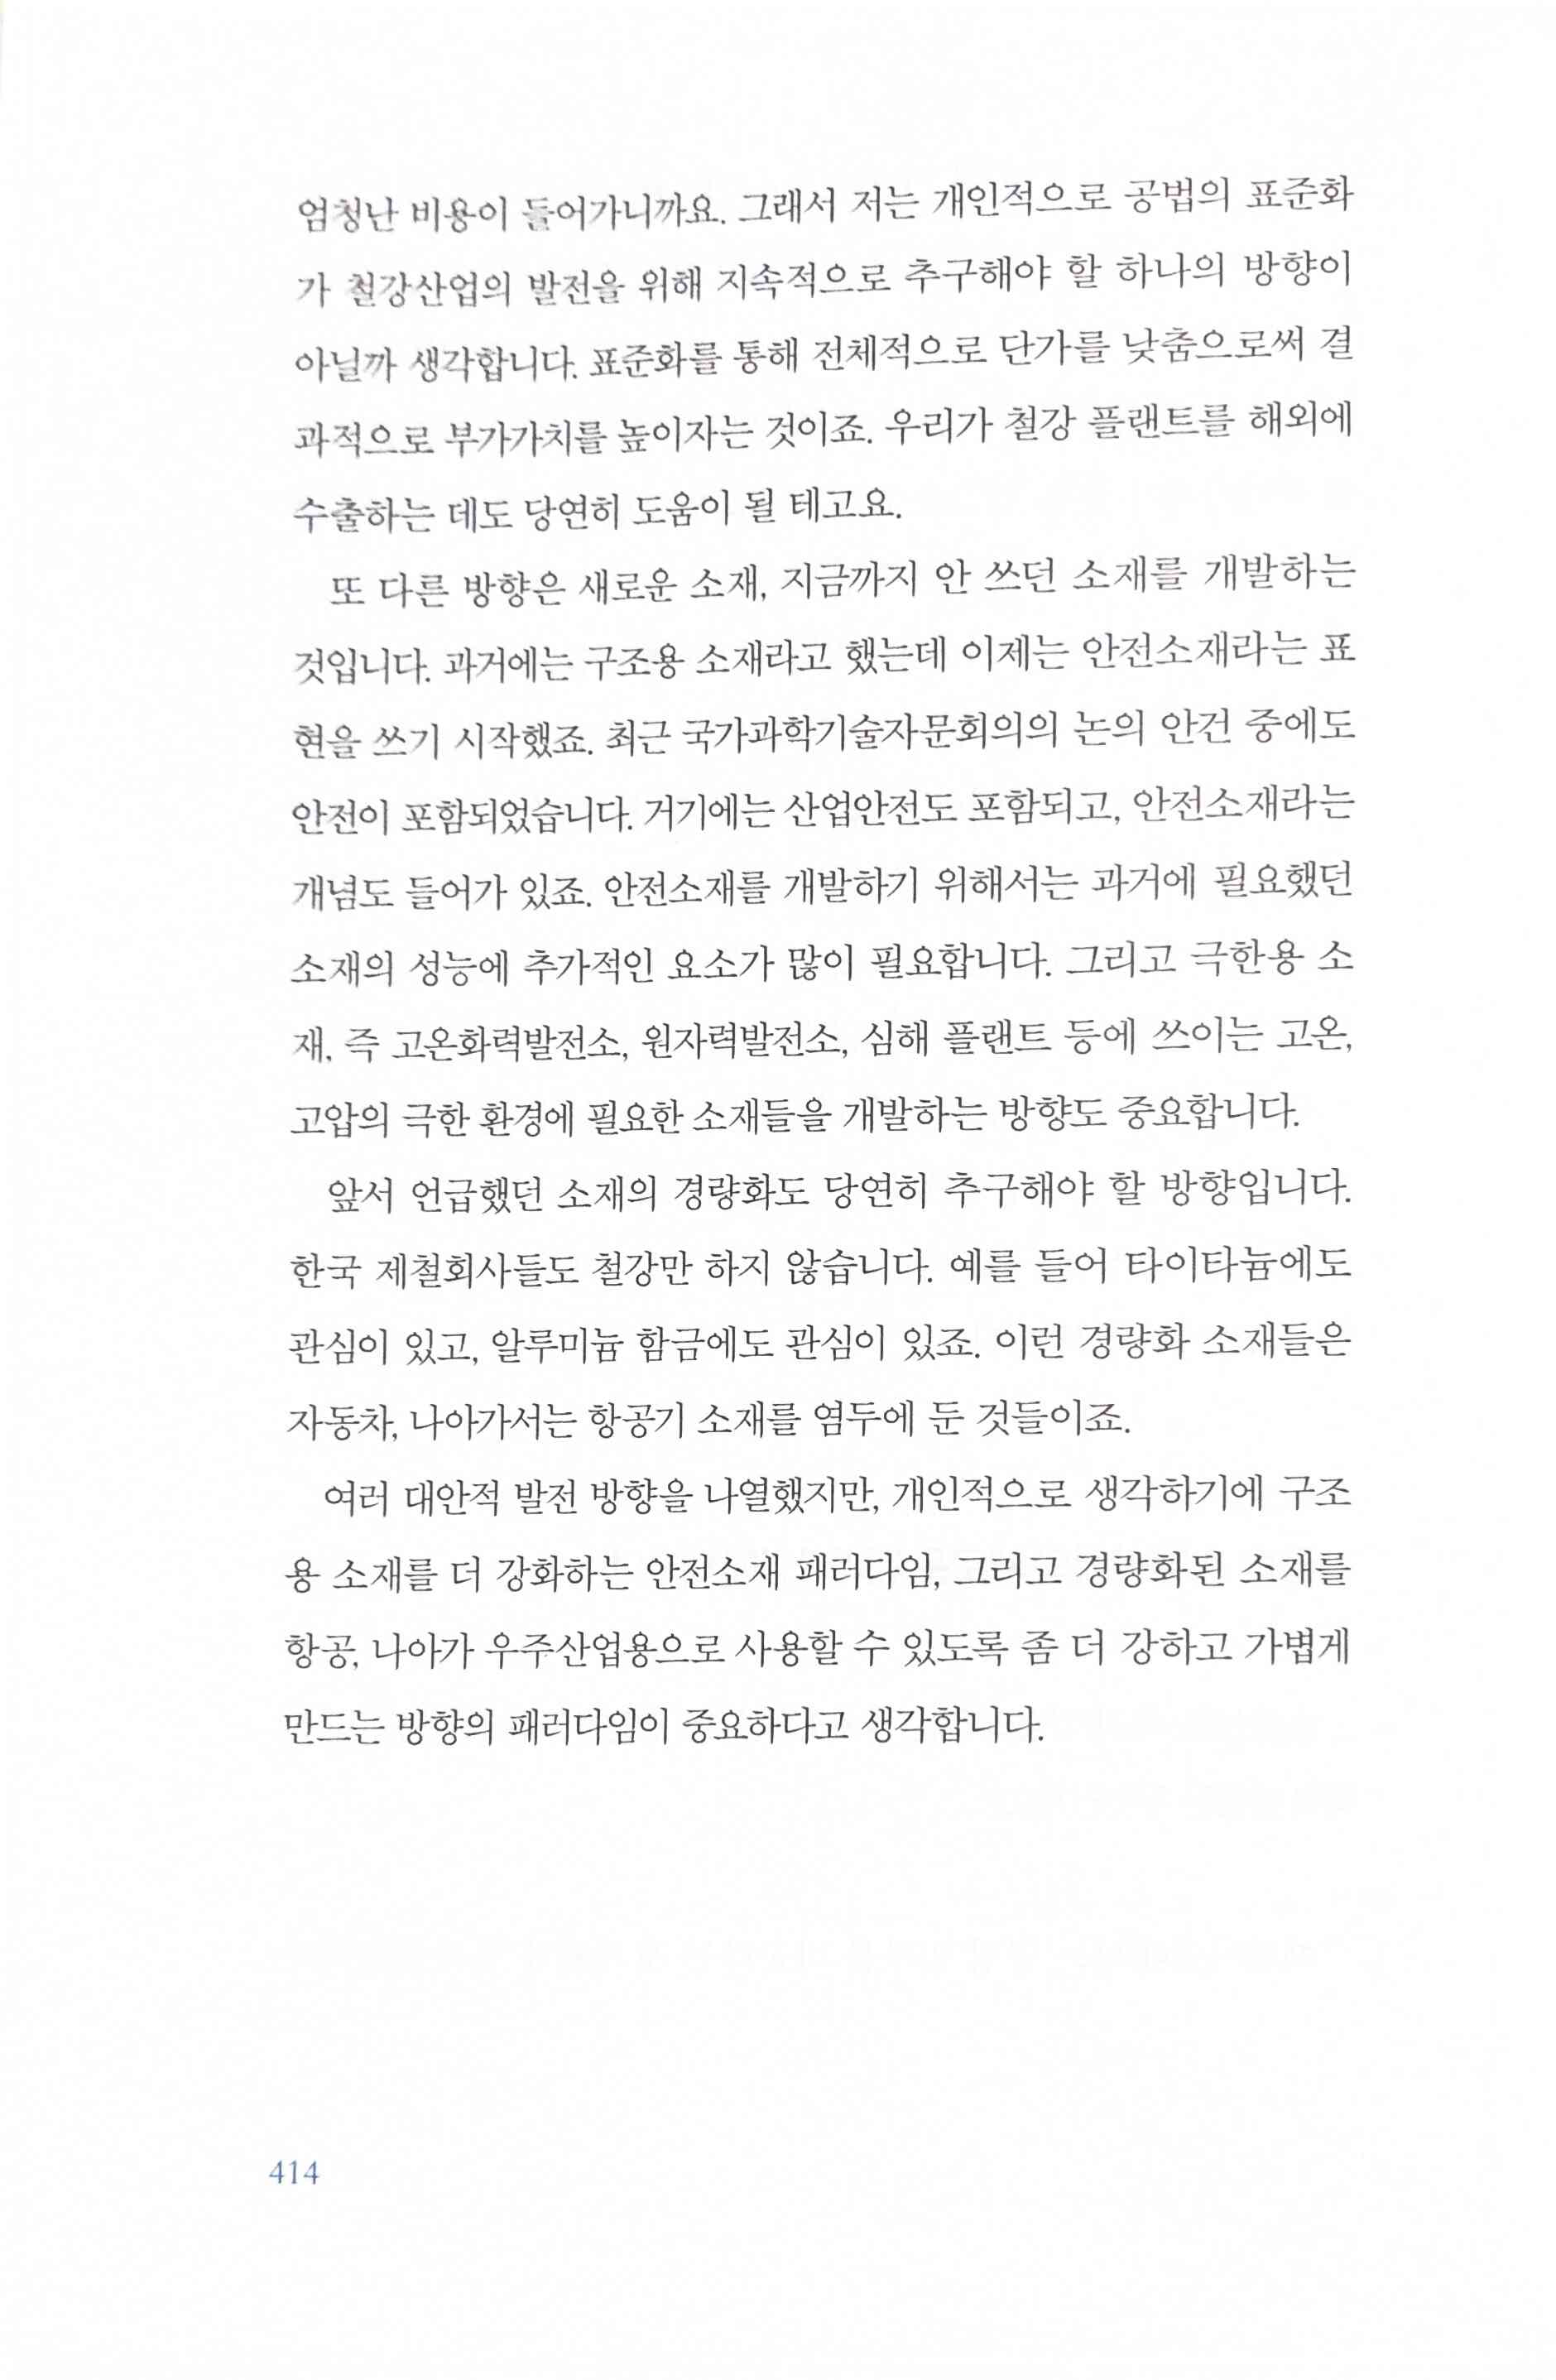 엄청난 비용이 들어가니까요. 그래서 저는 개인적으로 공법의 표준화
가 철강산업의 발전을 위해 지속적으로 추구해야 할 하나의 방향이
아닐까 생각합니다. 표준화를 통해 전체적으로 단가를 낮춤으로써 결
과적으로 부가가치를 높이자는 것이죠. 우리가 철강 플랜트를 해외에
수출하는 데도 당연히 도움이 될 테고요.
또 다른 방향은 새로운 소재, 지금까지 안 쓰던 소재를 개발하는
것입니다. 과거에는 구조용 소재라고 했는데 이제는 안전소재라는 표
현을 쓰기 시작했죠. 최근 국가과학기술자문회의의 논의 안건 중에도
안전이 포함되었습니다. 거기에는 산업안전도 포함되고, 안전소재라는
개념도 들어가 있죠. 안전소재를 개발하기 위해서는 과거에 필요했던
소재의 성능에 추가적인 요소가 많이 필요합니다. 그리고 극한용 소
재, 즉 고온화력발전소, 원자력발전소, 심해 플랜트 등에 쓰이는 고온,
고압의 극한 환경에 필요한 소재들을 개발하는 방향도 중요합니다.
앞서 언급했던 소재의 경량화도 당연히 추구해야 할 방향입니다.
한국 제철회사들도 철강만 하지 않습니다. 예를 들어 타이타늄에도
관심이 있고, 알루미늄 합금에도 관심이 있죠. 이런 경량화 소재들은
자동차, 나아가서는 항공기 소재를 염두에 둔 것들이죠.
여러 대안적 발전 방향을 나열했지만, 개인적으로 생각하기에 구조
용 소재를 더 강화하는 안전소재 패러다임, 그리고 경량화된 소재를
항공, 나아가 우주산업용으로 사용할 수 있도록 좀 더 강하고 가볍게
만드는 방향의 패러다임이 중요하다고 생각합니다.
414